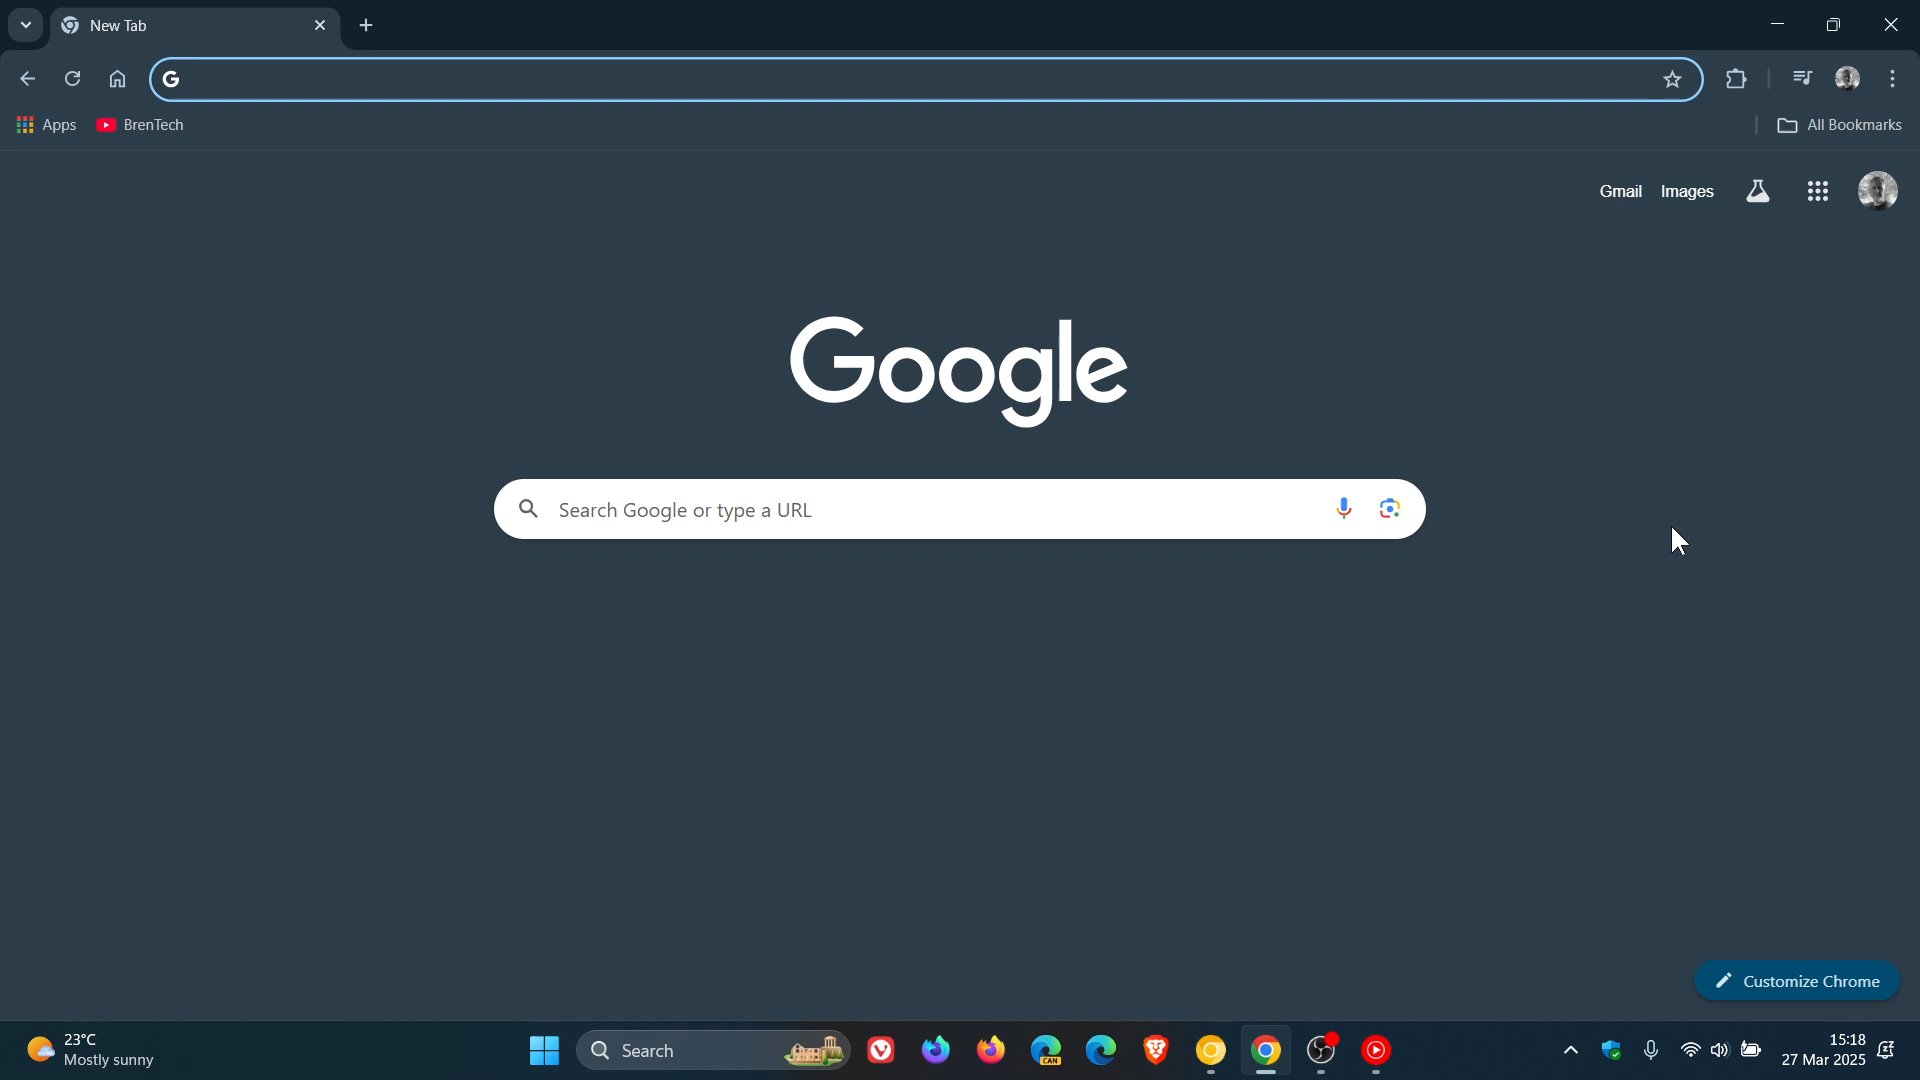 New Tab
Apps
BrenTech
All Bookmarks
Gmail
Images
Google
Search Google or type a URL
Customize Chrome
23°C
Mostly sunny
Search
CAN
15:18
27 Mar 2025